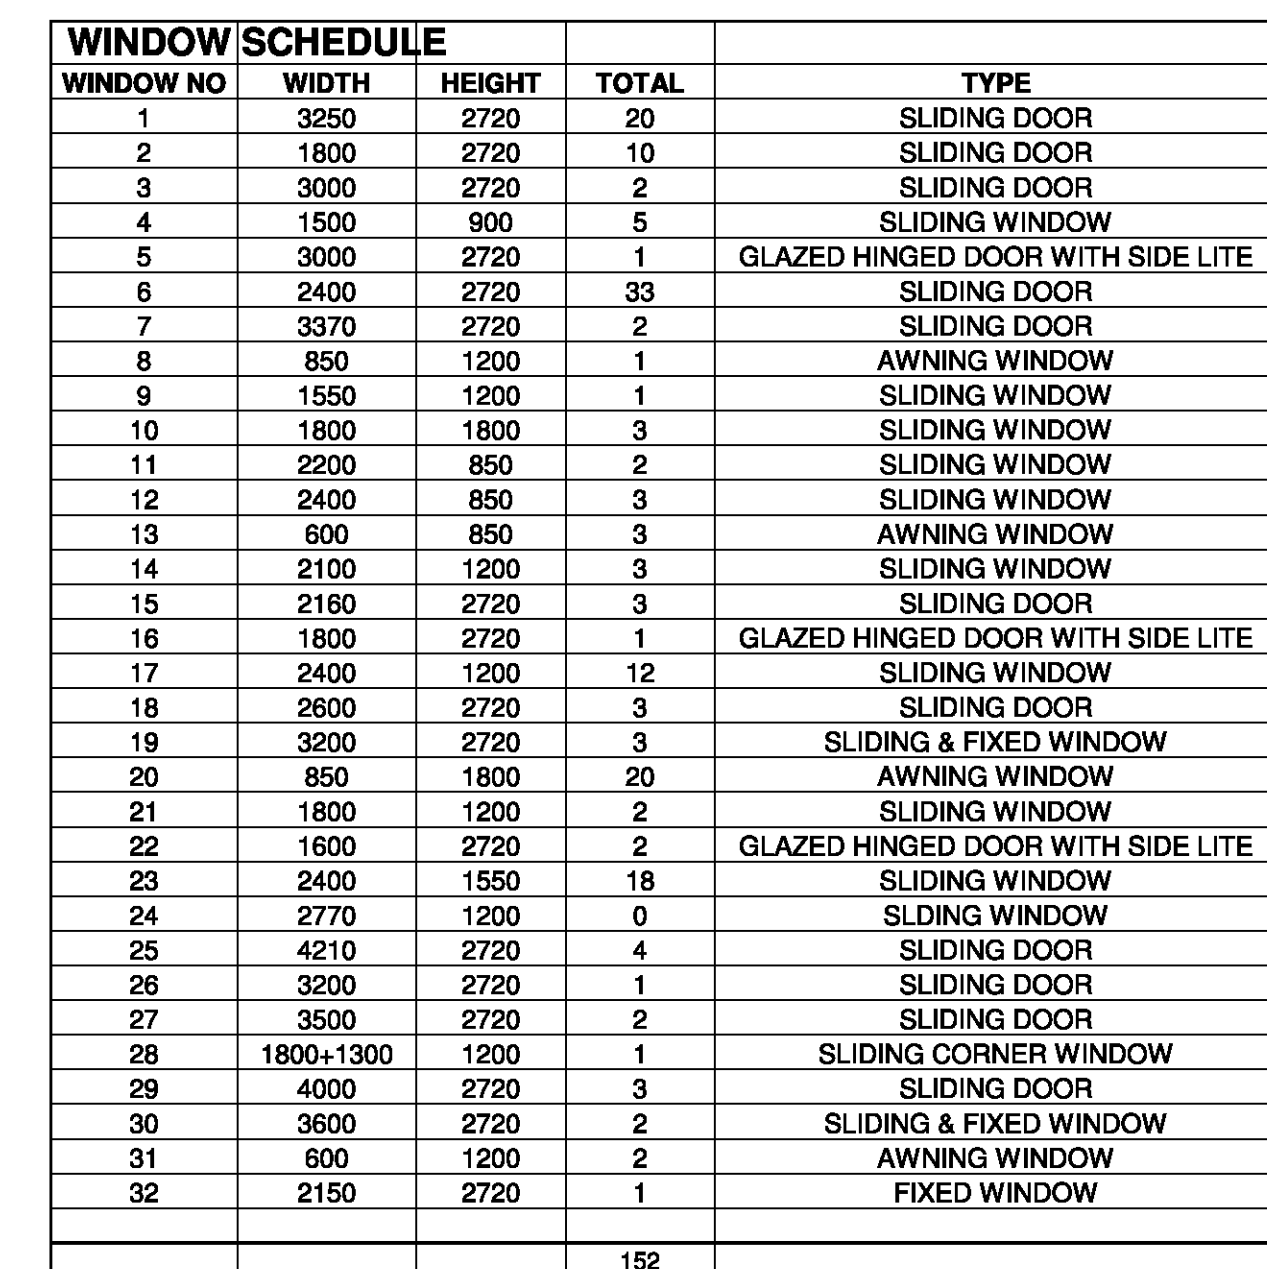 WINDOW SCHEDULE
WINDOW NO WIDTH HEIGHT TOTAL TYPE
1 3250 2720 20 SLIDING DOOR
2 1800 2720 10 SLIDING DOOR
3 3000 2720 2 SLIDING DOOR
4 1500 900 5 SLIDING WINDOW
5 3000 2720 1 GLAZED HINGED DOOR WITH SIDE LITE
6 2400 2720 33 SLIDING DOOR
7 3370 2720 2 SLIDING DOOR
8 850 1200 1 AWNING WINDOW
9 1550 1200 1 SLIDING WINDOW
10 1800 1800 3 SLIDING WINDOW
11 2200 850 2 SLIDING WINDOW
12 2400 850 3 SLIDING WINDOW
13 600 850 3 AWNING WINDOW
14 2100 1200 3 SLIDING WINDOW
15 2160 2720 3 SLIDING DOOR
16 1800 2720 1 GLAZED HINGED DOOR WITH SIDE LITE
17 2400 1200 12 SLIDING WINDOW
18 2600 2720 3 SLIDING DOOR
19 3200 2720 3 SLIDING & FIXED WINDOW
20 850 1800 20 AWNING WINDOW
21 1800 1200 2 SLIDING WINDOW
22 1600 2720 2 GLAZED HINGED DOOR WITH SIDE LITE
23 2400 1550 18 SLIDING WINDOW
24 2770 1200 0 SLDING WINDOW
25 4210 2720 4 SLIDING DOOR
26 3200 2720 1 SLIDING DOOR
27 3500 2720 2 SLIDING DOOR
28 1800+1300 1200 1 SLIDING CORNER WINDOW
29 4000 2720 3 SLIDING DOOR
30 3600 2720 2 SLIDING & FIXED WINDOW
31 600 1200 2 AWNING WINDOW
32 2150 2720 1 FIXED WINDOW
152